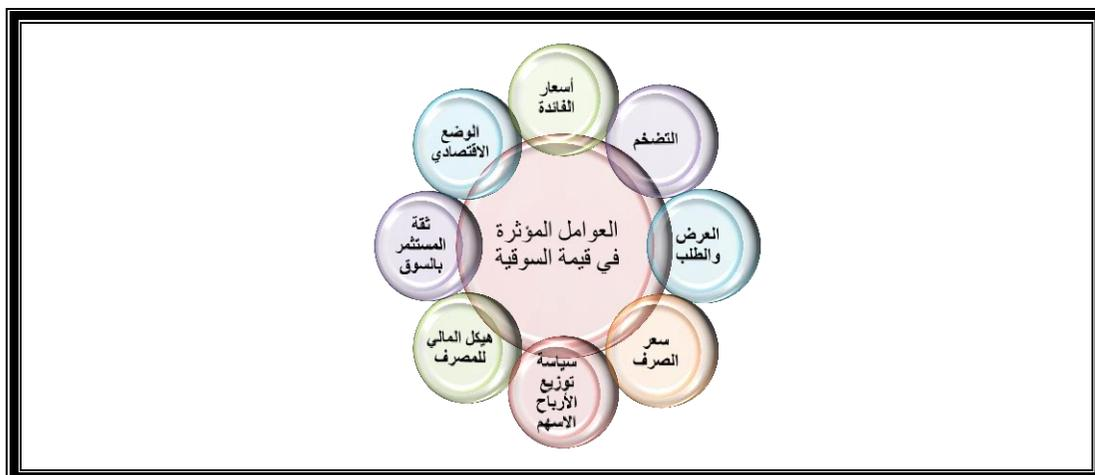 أسعار
الفائدة
التضخم
العرض
والطلب
سعر
الصرف
سياسة
توزيع
الأرباح
الاسهم
هيكل المالي
للمصرف
ثقة
المستثمر
بالسوق
الوضع
الاقتصادي
العوامل المؤثرة
في قيمة السوقية